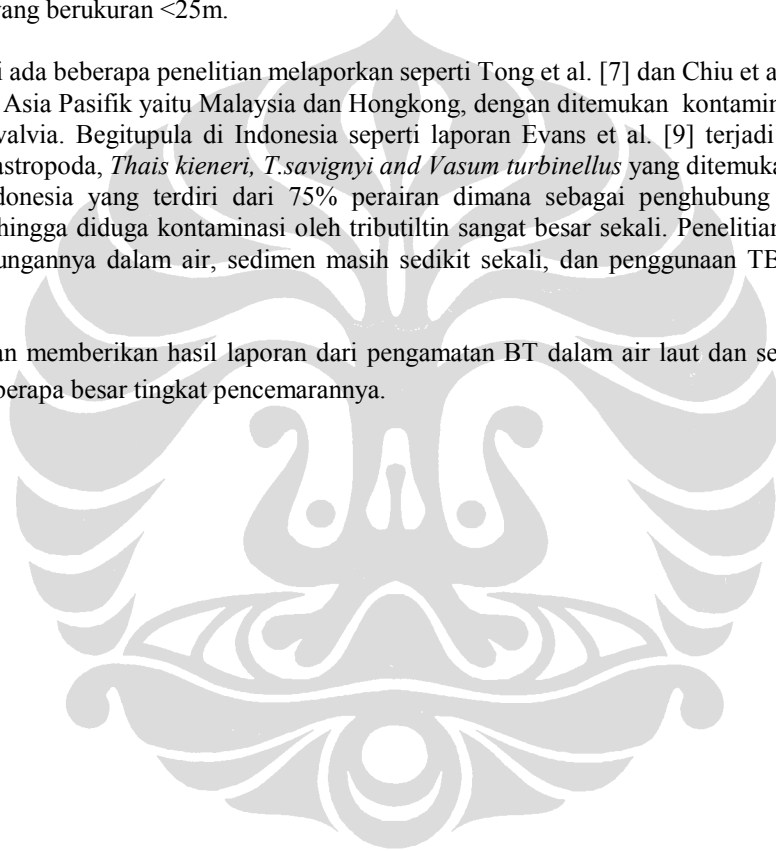 yang berukuran <25m.
i ada beberapa penelitian melaporkan seperti Tong et al. [7] dan Chiu et a
Asia Pasifik yaitu Malaysia dan Hongkong, dengan ditemukan kontamin
valvia. Begitupula di Indonesia seperti laporan Evans et al. [9] terjadi
astropoda, Thais kieneri, T.savignyi and Vasum turbinellus yang ditemuka
donesia yang terdiri dari 75% perairan dimana sebagai penghubung
hingga diduga kontaminasi oleh tributiltin sangat besar sekali. Penelitian
ungannya dalam air, sedimen masih sedikit sekali, dan penggunaan TB
an memberikan hasil laporan dari pengamatan BT dalam air laut dan se
berapa besar tingkat pencemarannya.